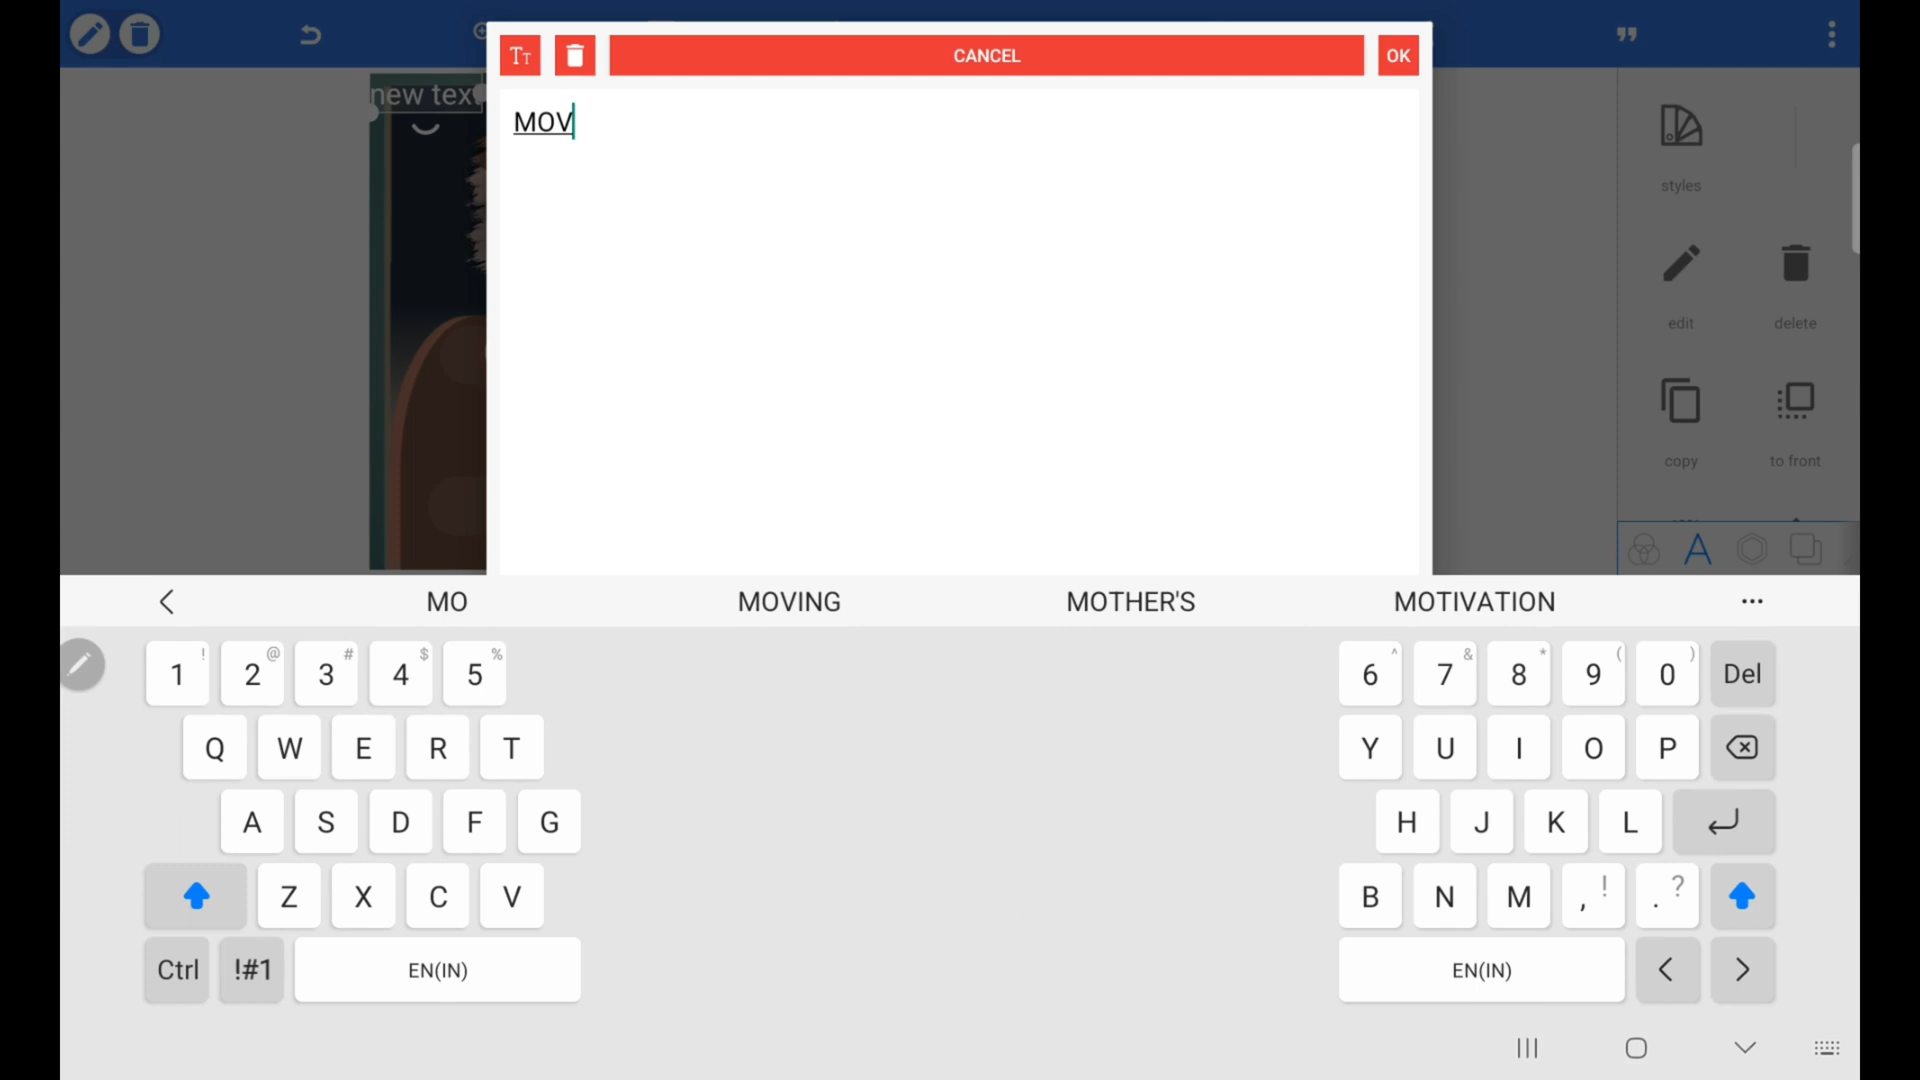 CANCEL
OK
new text
MOV
styles
edit
delete
copy
to front
MO
MOVING
MOTHER'S
MOTIVATION
1 !
2 @
3 #
4 $
5 %
6 ^
7 &
8 *
9 (
0 )
Del
Q W E R T
Y U I O P
A S D F G
H J K L
Z X C V
B N M , ! . ?
Ctrl
!#1
EN(IN)
EN(IN)